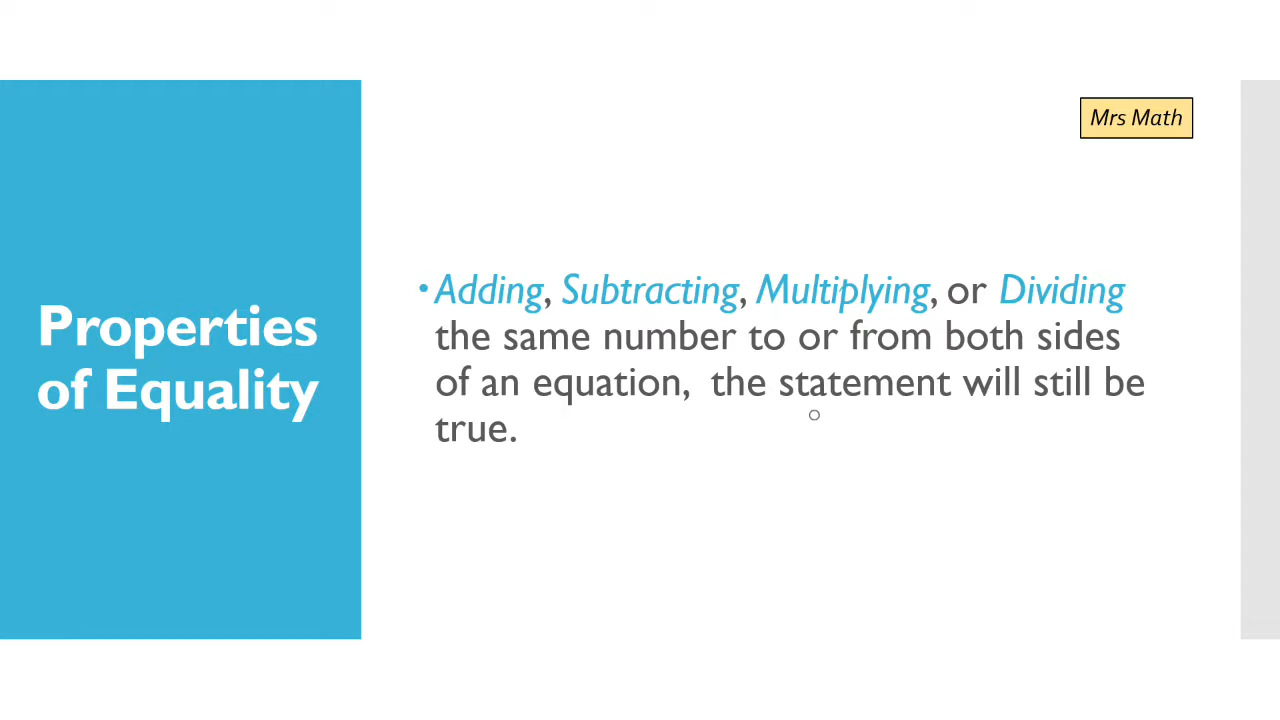 Mrs Math
Properties
of Equality
• Adding, Subtracting, Multiplying, or Dividing
the same number to or from both sides
of an equation,  the statement will still be
true.